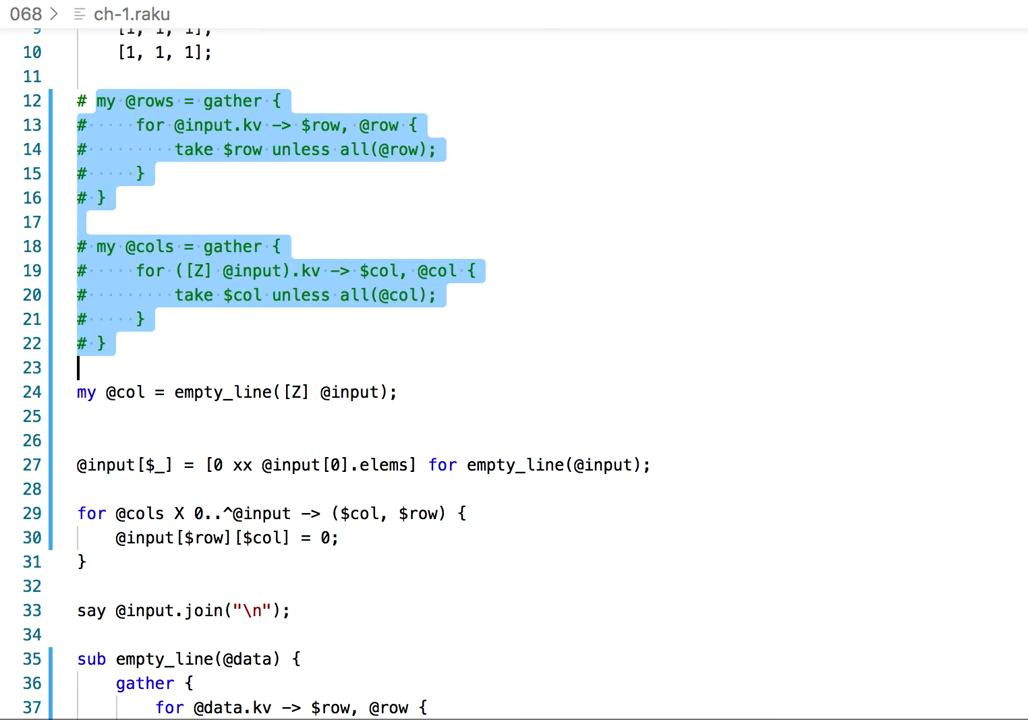 068 > ch-1.raku
9 [1, 1, 1],
10 [1, 1, 1];
11
12 # my @rows = gather {
13 #     for @input.kv -> $row, @row {
14 #         take $row unless all(@row);
15 #     }
16 # }
17
18 # my @cols = gather {
19 #     for ([Z] @input).kv -> $col, @col {
20 #         take $col unless all(@col);
21 #     }
22 # }
23
24 my @col = empty_line([Z] @input);
25
26
27 @input[$_] = [0 xx @input[0].elems] for empty_line(@input);
28
29 for @cols X 0..^@input -> ($col, $row) {
30     @input[$row][$col] = 0;
31 }
32
33 say @input.join("\n");
34
35 sub empty_line(@data) {
36     gather {
37         for @data.kv -> $row, @row {